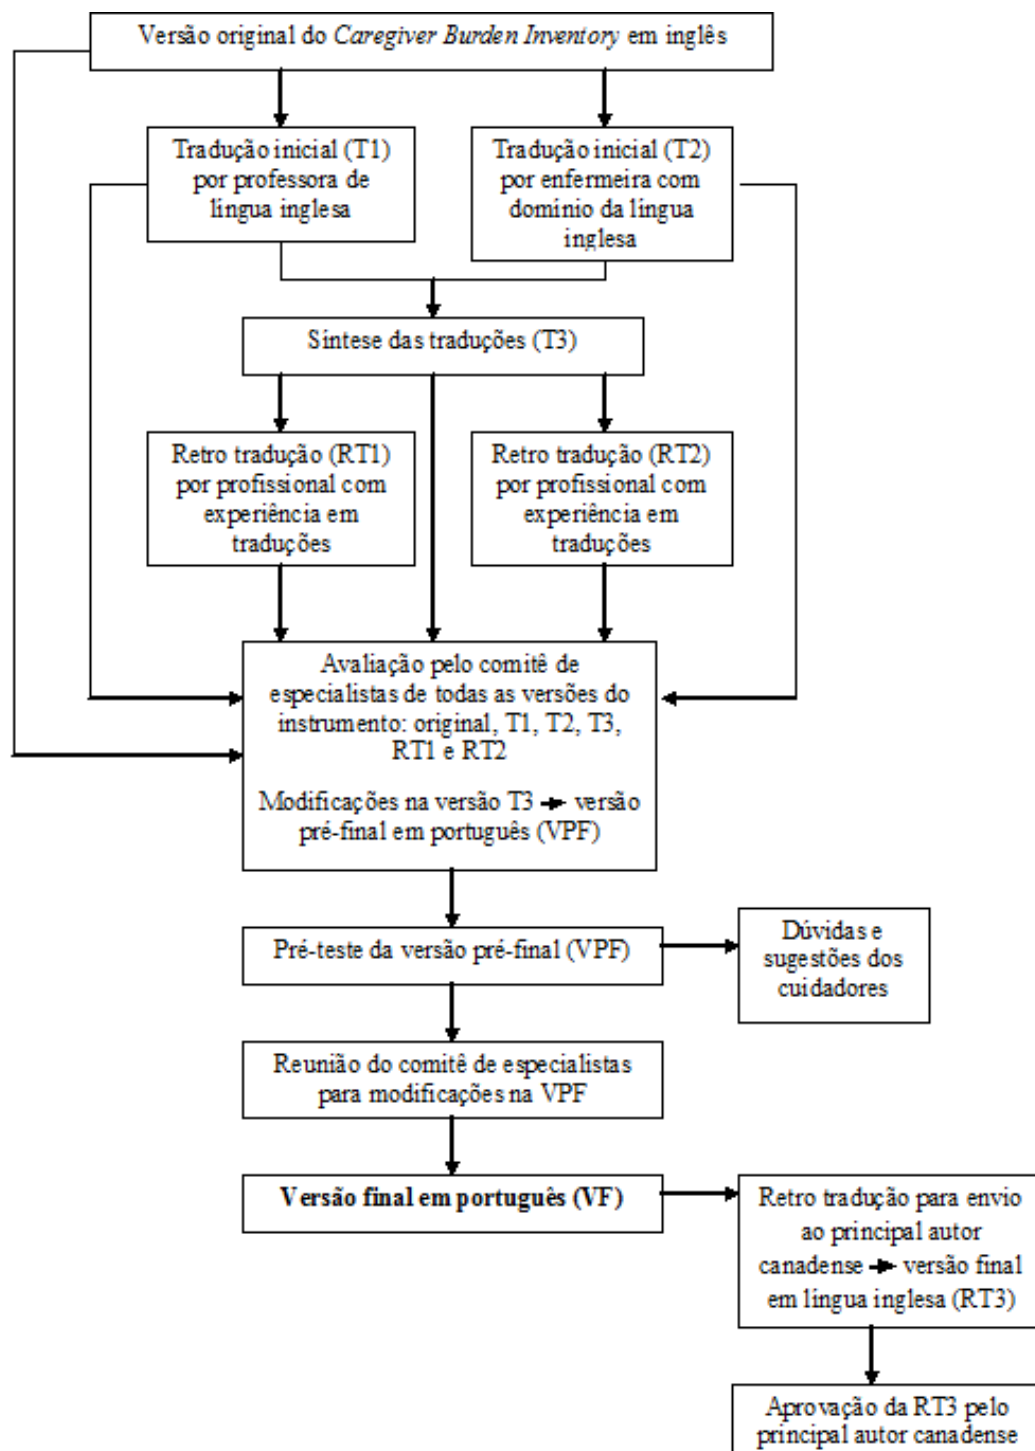 Versão original do Caregiver Burden Inventory em inglês
Tradução inicial (T1)
por professora de
língua inglesa
Tradução inicial (T2)
por enfermeira com
domínio da língua
inglesa
Síntese das traduções (T3)
Retro tradução (RT1)
por profissional com
experiência em
traduções
Retro tradução (RT2)
por profissional com
experiência em
traduções
Avaliação pelo comitê de
especialistas de todas as versões do
instrumento: original, T1, T2, T3,
RT1 e RT2
Modificações na versão T3 → versão
pré-final em português (VPF)
Pré-teste da versão pré-final (VPF)
Dúvidas e
sugestões dos
cuidadores
Reunião do comitê de especialistas
para modificações na VPF
Versão final em português (VF)
Retro tradução para envio
ao principal autor
canadense → versão final
em língua inglesa (RT3)
Aprovação da RT3 pelo
principal autor canadense